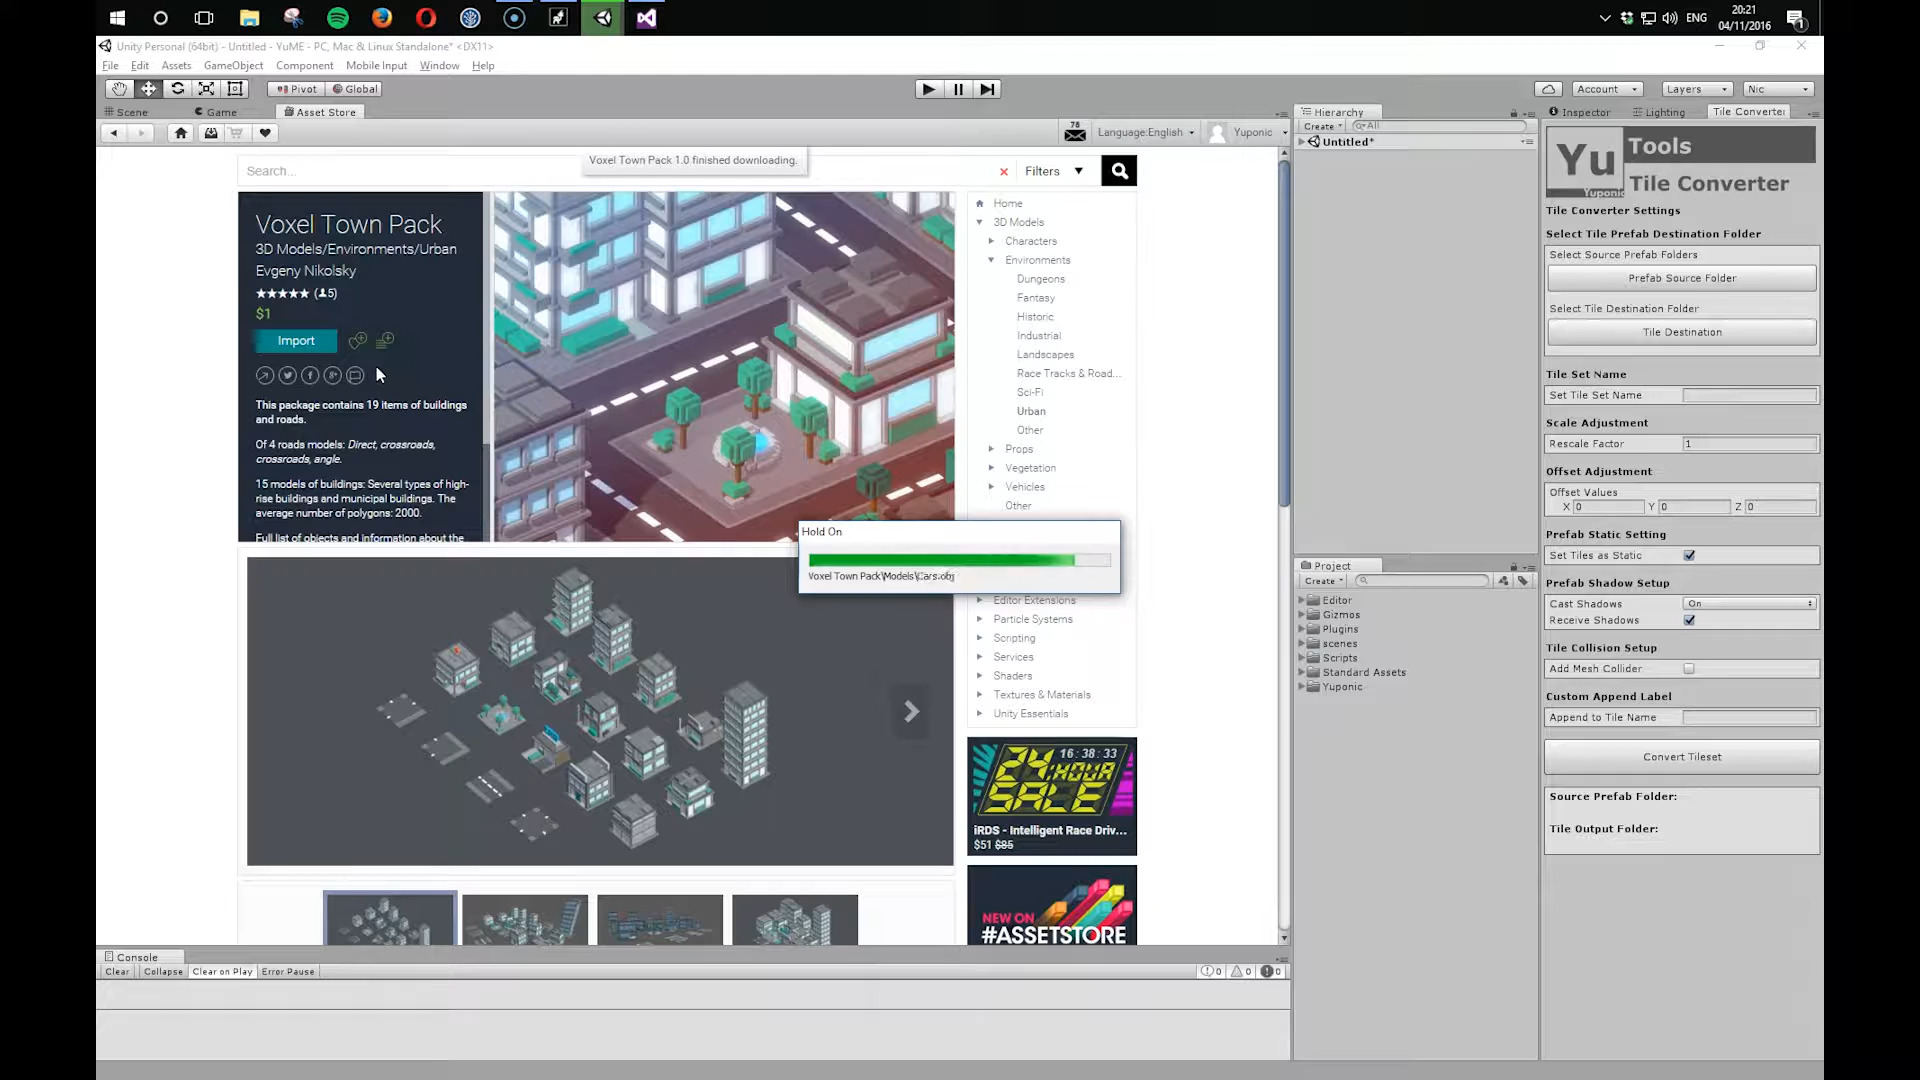 ENG
20:21
04/11/2016
1
Unity Personal (64bit) - Untitled - YuME - PC, Mac & Linux Standalone* <DX11>
File Edit Assets GameObject Component Mobile Input Window Help
Pivot Global
Account Layers Nic
Scene Game Asset Store
76
Language:English
Yuponic
Voxel Town Pack 1.0 finished downloading.
Search...
Filters
Voxel Town Pack
3D Models/Environments/Urban
Evgeny Nikolsky
★★★★★ (5)
$1
Import
This package contains 19 items of buildings
and roads.
Of 4 roads models: Direct, crossroads,
crossroads, angle.
15 models of buildings: Several types of high-
rise buildings and municipal buildings. The
average number of polygons: 2000.
Full list of objects and information about the
Home
3D Models
Characters
Environments
Dungeons
Fantasy
Historic
Industrial
Landscapes
Race Tracks & Road...
Sci-Fi
Urban
Other
Props
Vegetation
Vehicles
Other
Hold On
Voxel Town Pack\Models\Cars.obj
Editor Extensions
Particle Systems
Scripting
Services
Shaders
Textures & Materials
Unity Essentials
16:38:33
24:HOUR
SALE
iRDS - Intelligent Race Driv...
$51 $85
NEW ON
#ASSETSTORE
Console
Clear Collapse Clear on Play Error Pause
0 0 0
Hierarchy
Create All
Untitled*
Project
Create
Editor
Gizmos
Plugins
scenes
Scripts
Standard Assets
Yuponic
Inspector Lighting Tile Converter
Yu
Yuponic
Tools
Tile Converter
Tile Converter Settings
Select Tile Prefab Destination Folder
Select Source Prefab Folders
Prefab Source Folder
Select Tile Destination Folder
Tile Destination
Tile Set Name
Set Tile Set Name
Scale Adjustment
Rescale Factor 1
Offset Adjustment
Offset Values
X 0 Y 0 Z 0
Prefab Static Setting
Set Tiles as Static
Prefab Shadow Setup
Cast Shadows On
Receive Shadows
Tile Collision Setup
Add Mesh Collider
Custom Append Label
Append to Tile Name
Convert Tileset
Source Prefab Folder:
Tile Output Folder: